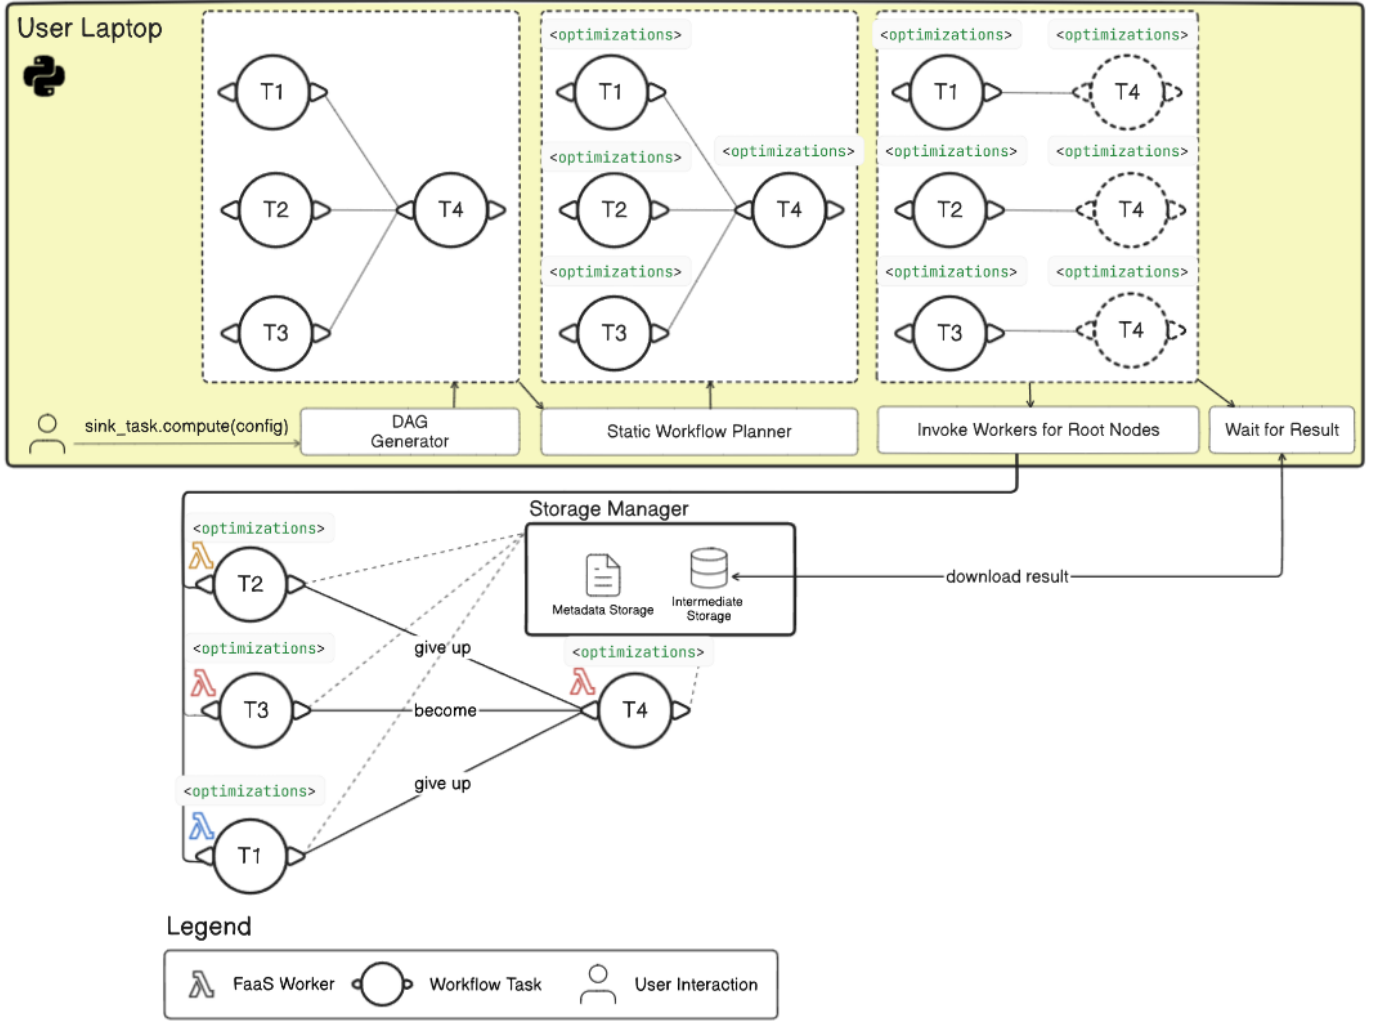 User Laptop
<optimizations>
<optimizations>
<optimizations>
T1
T1
T1
T4
<optimizations>
<optimizations>
<optimizations>
<optimizations>
T2
T4
T2
T4
T2
T4
<optimizations>
<optimizations>
<optimizations>
T3
T3
T3
T4
sink_task.compute(config)
DAG
Generator
Static Workflow Planner
Invoke Workers for Root Nodes
Wait for Result
Storage Manager
<optimizations>
T2
Metadata Storage
Intermediate
Storage
download result
<optimizations>
give up
<optimizations>
T3
become
T4
<optimizations>
give up
T1
Legend
FaaS Worker
Workflow Task
User Interaction